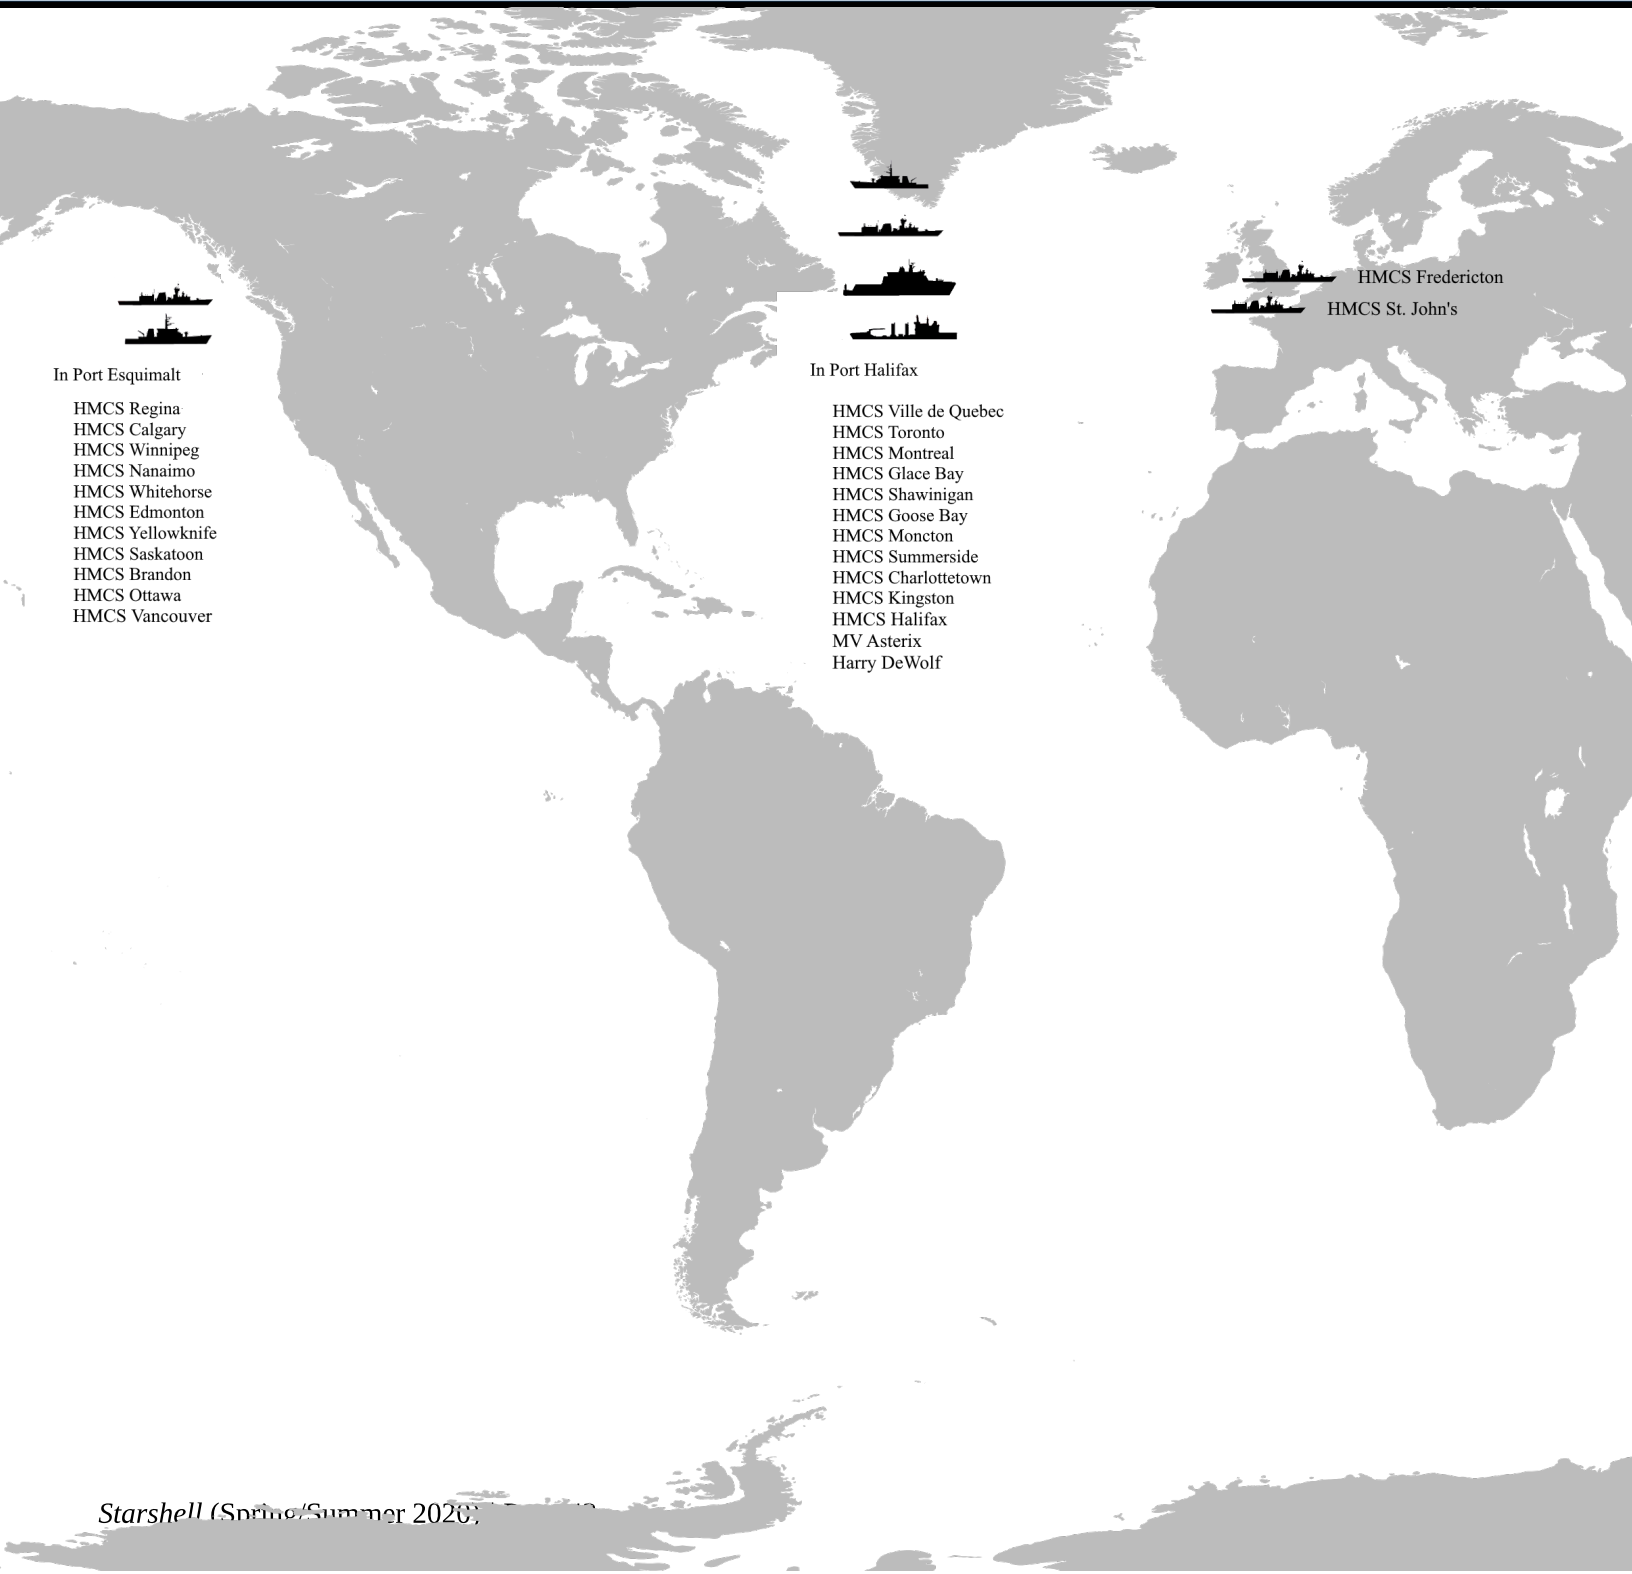 HMCS Fredericton
HMCS St. John's
In Port Esquimalt
HMCS Regina
HMCS Calgary
HMCS Winnipeg
HMCS Nanaimo
HMCS Whitehorse
HMCS Edmonton
HMCS Yellowknife
HMCS Saskatoon
HMCS Brandon
HMCS Ottawa
HMCS Vancouver
In Port Halifax
HMCS Ville de Quebec
HMCS Toronto
HMCS Montreal
HMCS Glace Bay
HMCS Shawinigan
HMCS Goose Bay
HMCS Moncton
HMCS Summerside
HMCS Charlottetown
HMCS Kingston
HMCS Halifax
MV Asterix
Harry DeWolf
Starshell (Spring/Summer 2020)